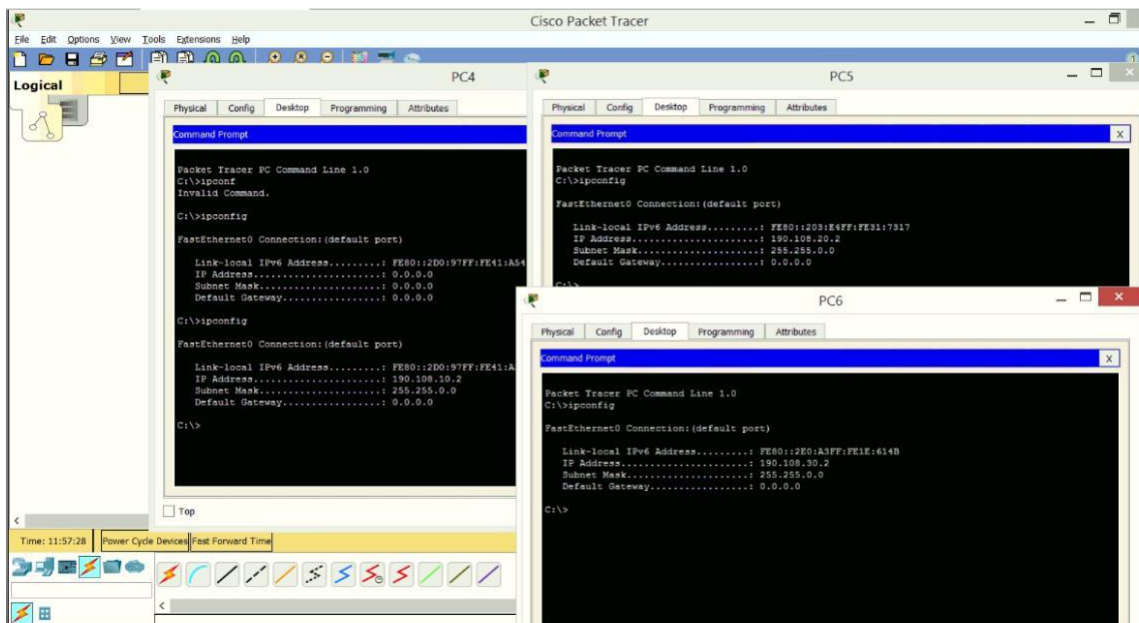 Cisco Packet Tracer
File Edit Options View Tools Extensions Help
Logical
PC4
Physical Config Desktop Programming Attributes
Command Prompt
Packet Tracer PC Command Line 1.0
C:\>ipconf
Invalid Command.
C:\>ipconfig
FastEthernet0 Connection:(default port)
Link-local IPv6 Address.........: FE80::2D0:97FF:FE41:A54
IP Address......................: 0.0.0.0
Subnet Mask.....................: 0.0.0.0
Default Gateway.................: 0.0.0.0
C:\>ipconfig
FastEthernet0 Connection:(default port)
Link-local IPv6 Address.........: FE80::2D0:97FF:FE41:A
IP Address......................: 190.108.10.2
Subnet Mask.....................: 255.255.0.0
Default Gateway.................: 0.0.0.0
C:\>
Top
PC5
Physical Config Desktop Programming Attributes
Command Prompt X
Packet Tracer PC Command Line 1.0
C:\>ipconfig
FastEthernet0 Connection:(default port)
Link-local IPv6 Address.........: FE80::203:E4FF:FE31:7317
IP Address......................: 190.108.20.2
Subnet Mask.....................: 255.255.0.0
Default Gateway.................: 0.0.0.0
C:\>
PC6
Physical Config Desktop Programming Attributes
Command Prompt X
Packet Tracer PC Command Line 1.0
C:\>ipconfig
FastEthernet0 Connection:(default port)
Link-local IPv6 Address.........: FE80::2E0:A3FF:FE1E:614B
IP Address......................: 190.108.30.2
Subnet Mask.....................: 255.255.0.0
Default Gateway.................: 0.0.0.0
C:\>
Time: 11:57:28 Power Cycle Devices Fast Forward Time